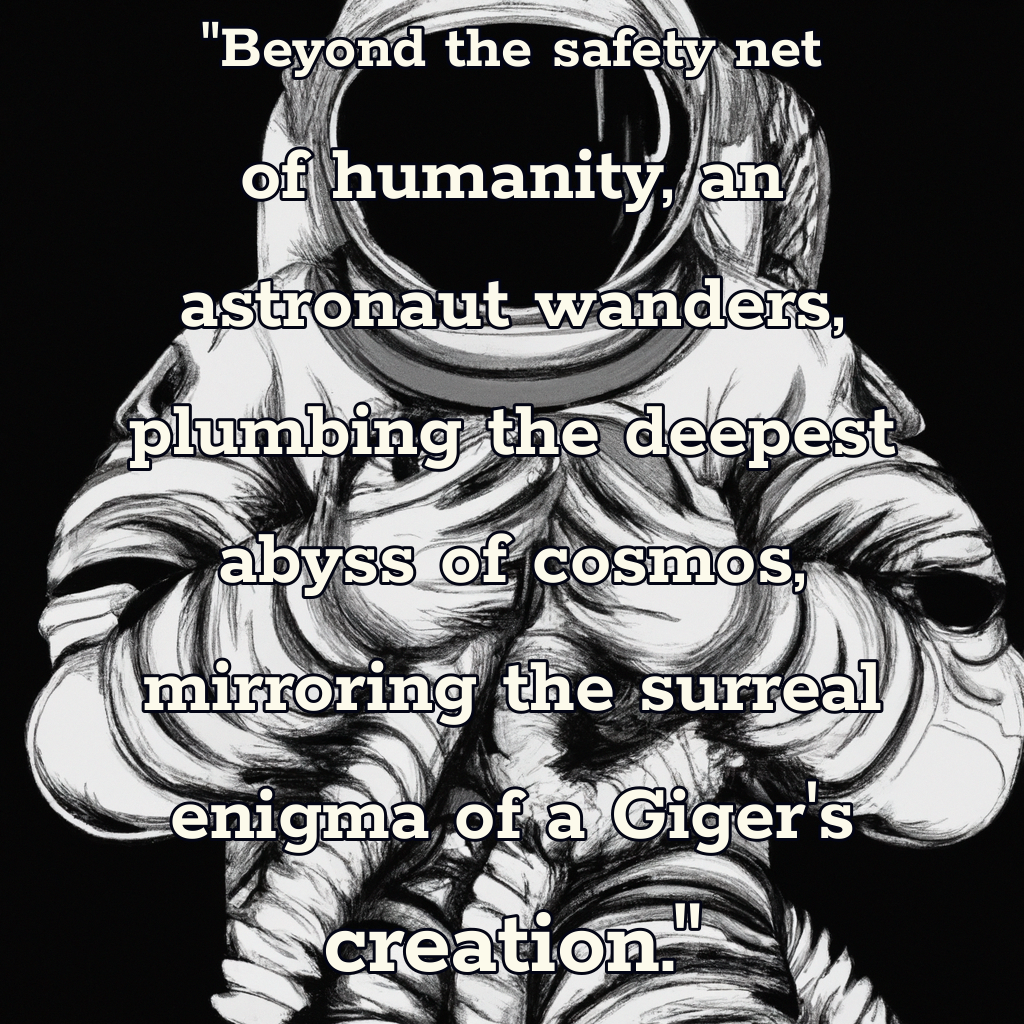 "Beyond the safety net
of humanity, an
astronaut wanders,
plumbing the deepest
abyss of cosmos,
mirroring the surreal
enigma of a Giger's
creation."